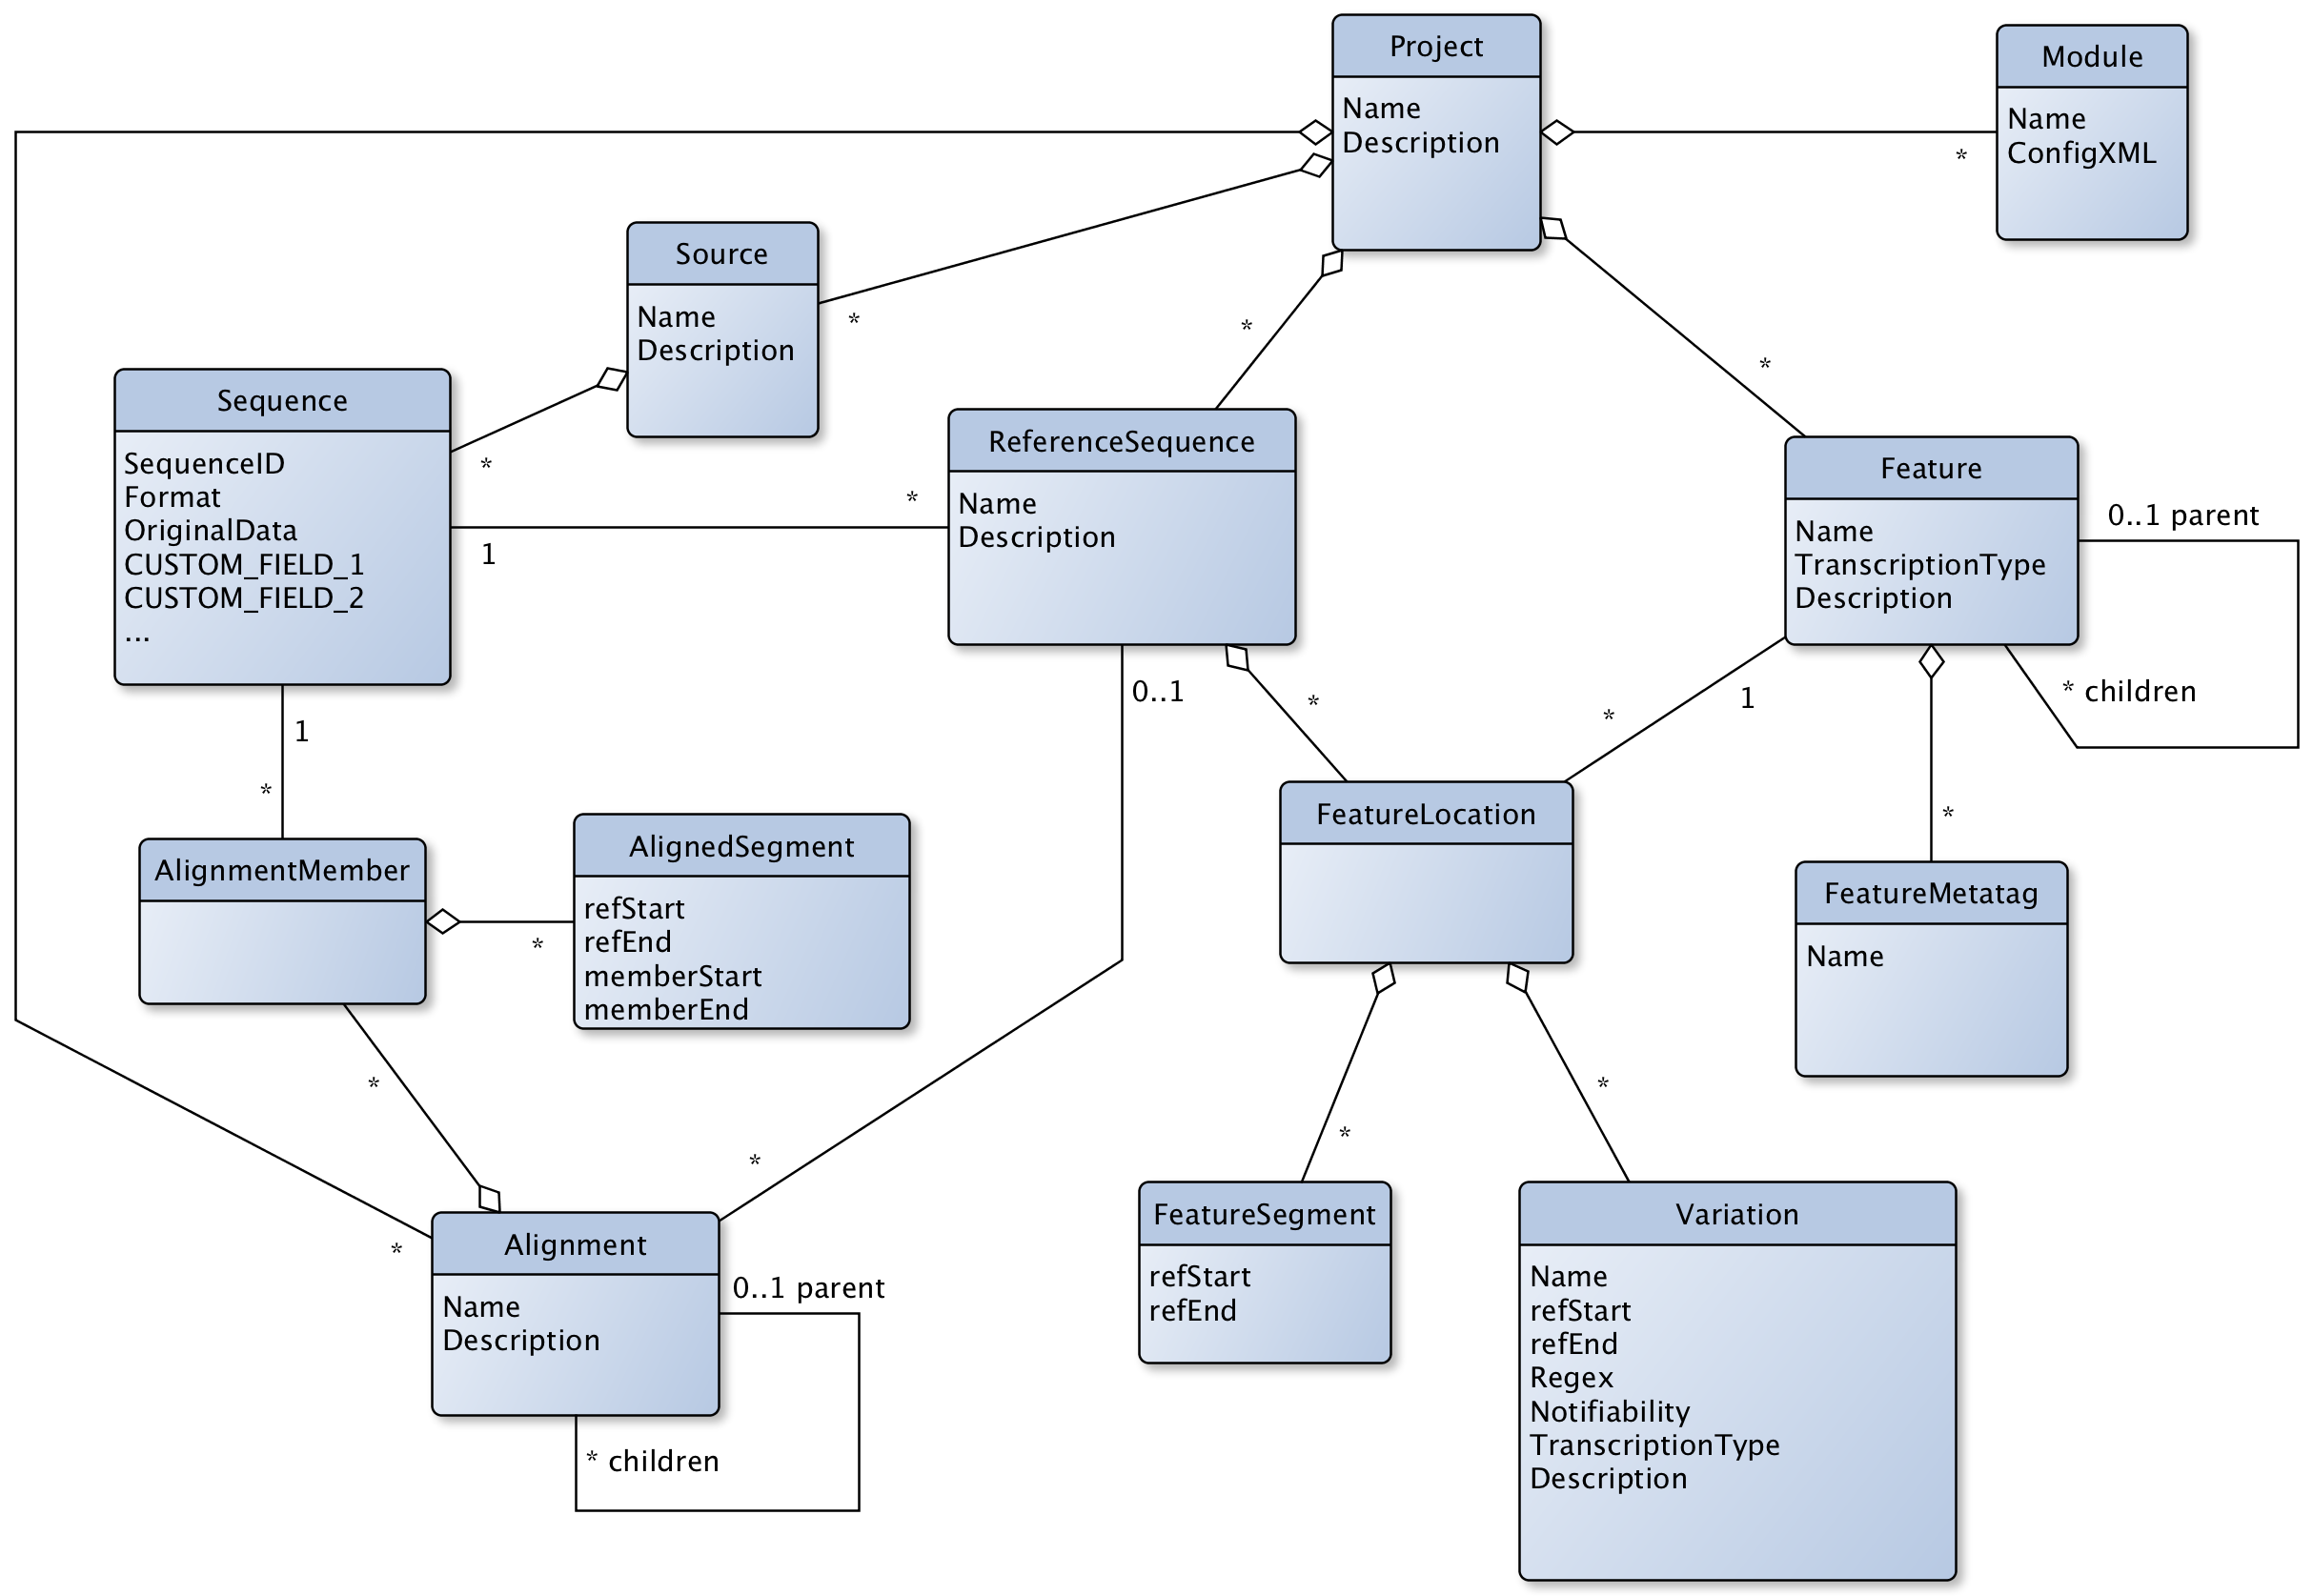 Project
Name
Description
Module
Name
ConfigXML
*
Source
Name
Description
*
*
*
Sequence
SequenceID
Format
OriginalData
CUSTOM_FIELD_1
CUSTOM_FIELD_2
...
*
1
*
ReferenceSequence
Name
Description
Feature
Name
TranscriptionType
Description
0..1 parent
* children
1
*
0..1
*
*
1
AlignmentMember
*
AlignedSegment
refStart
refEnd
memberStart
memberEnd
FeatureLocation
*
FeatureMetatag
Name
*
*
*
*
*
Alignment
Name
Description
0..1 parent
* children
FeatureSegment
refStart
refEnd
Variation
Name
refStart
refEnd
Regex
Notifiability
TranscriptionType
Description